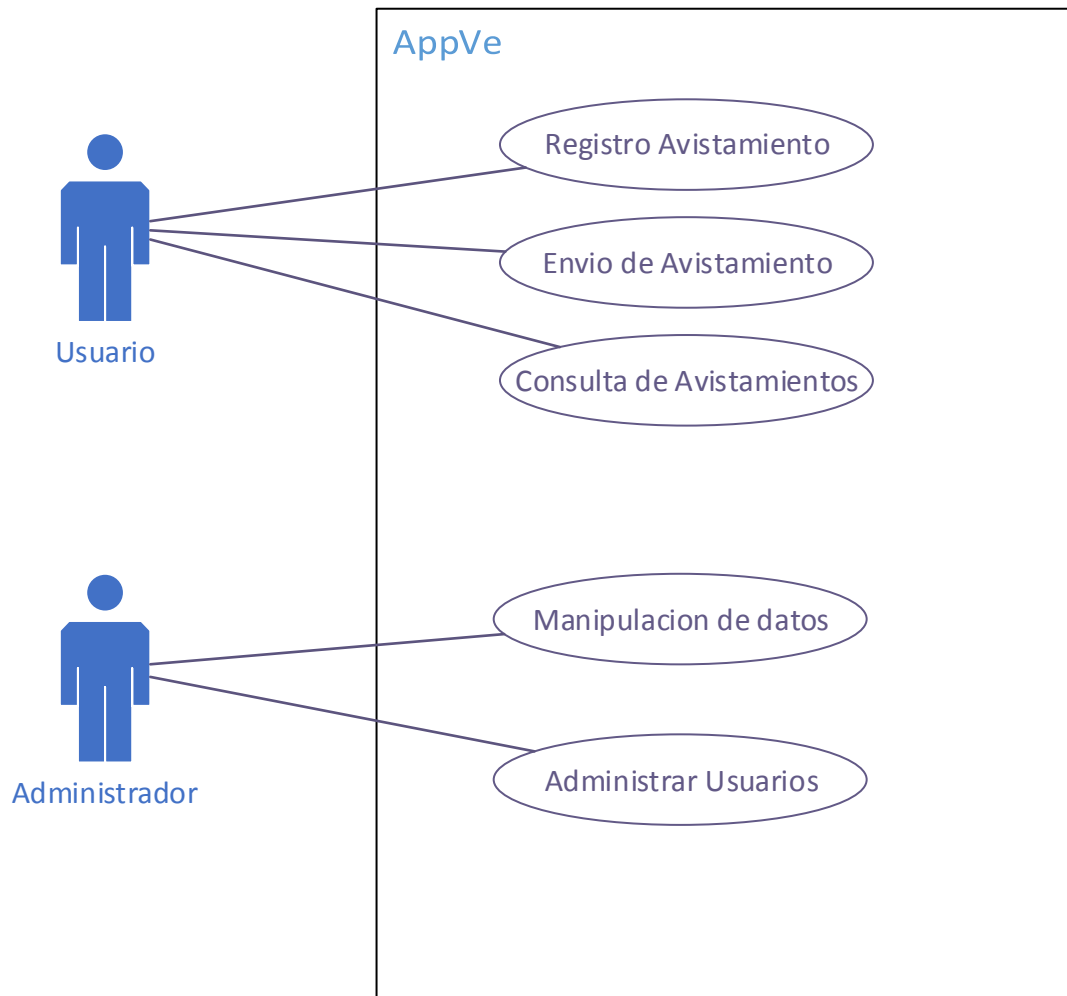 AppVe
Registro Avistamiento
Envio de Avistamiento
Consulta de Avistamientos
Usuario
Manipulacion de datos
Administrar Usuarios
Administrador